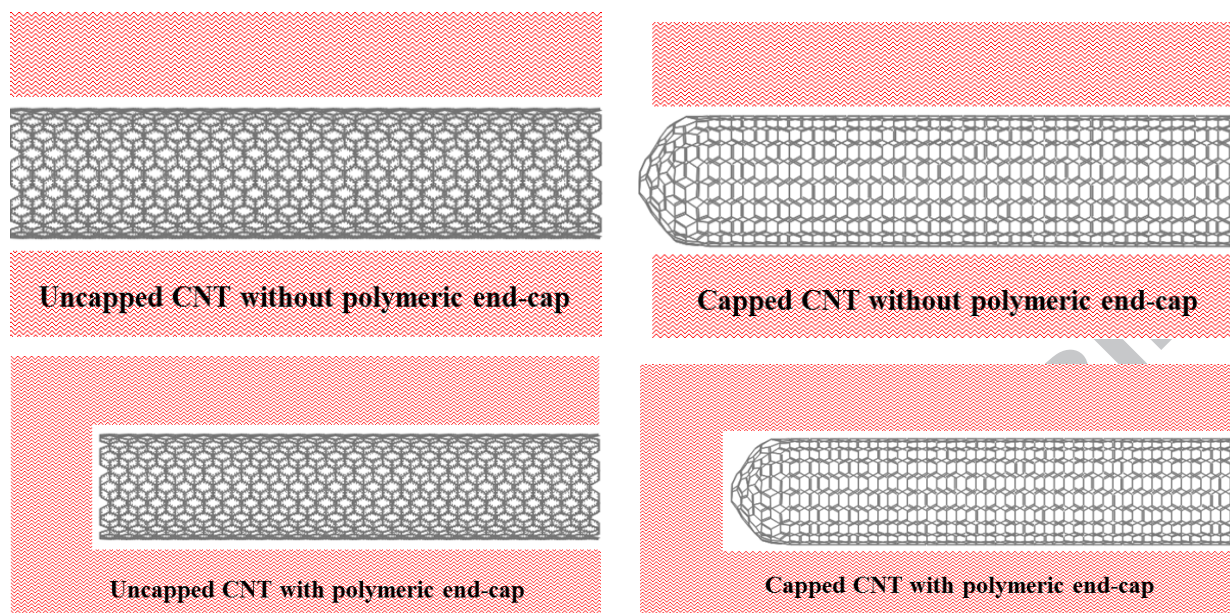 Uncapped CNT without polymeric end-cap
Capped CNT without polymeric end-cap
Uncapped CNT with polymeric end-cap
Capped CNT with polymeric end-cap